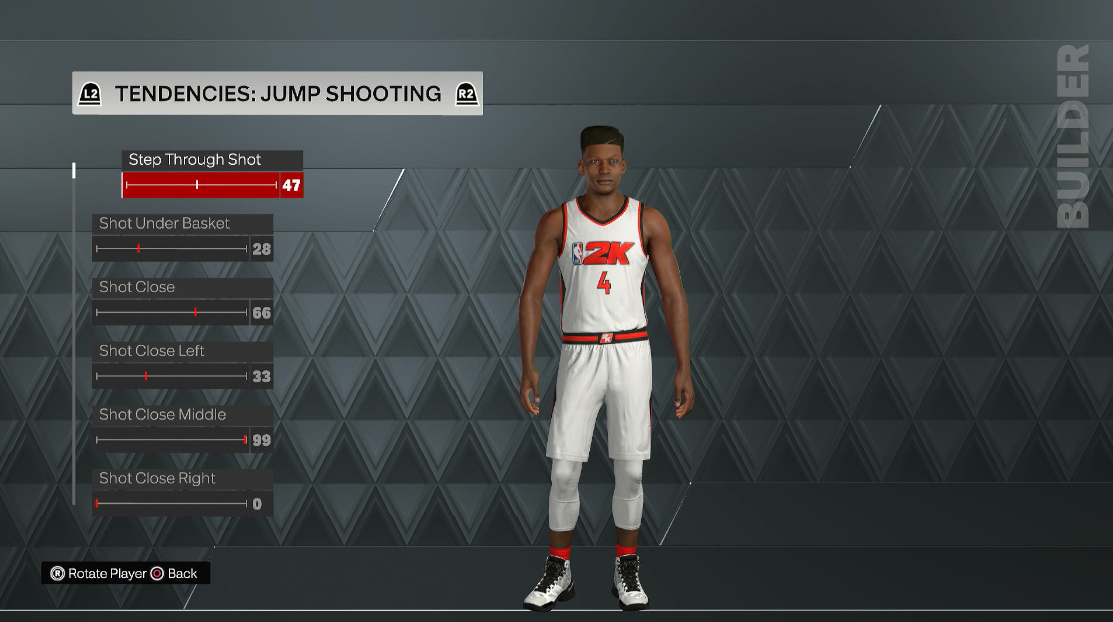 BUILDER
L2 TENDENCIES: JUMP SHOOTING R2
Step Through Shot
47
Shot Under Basket
28
Shot Close
66
Shot Close Left
33
Shot Close Middle
99
Shot Close Right
0
2K
4
R Rotate Player Back